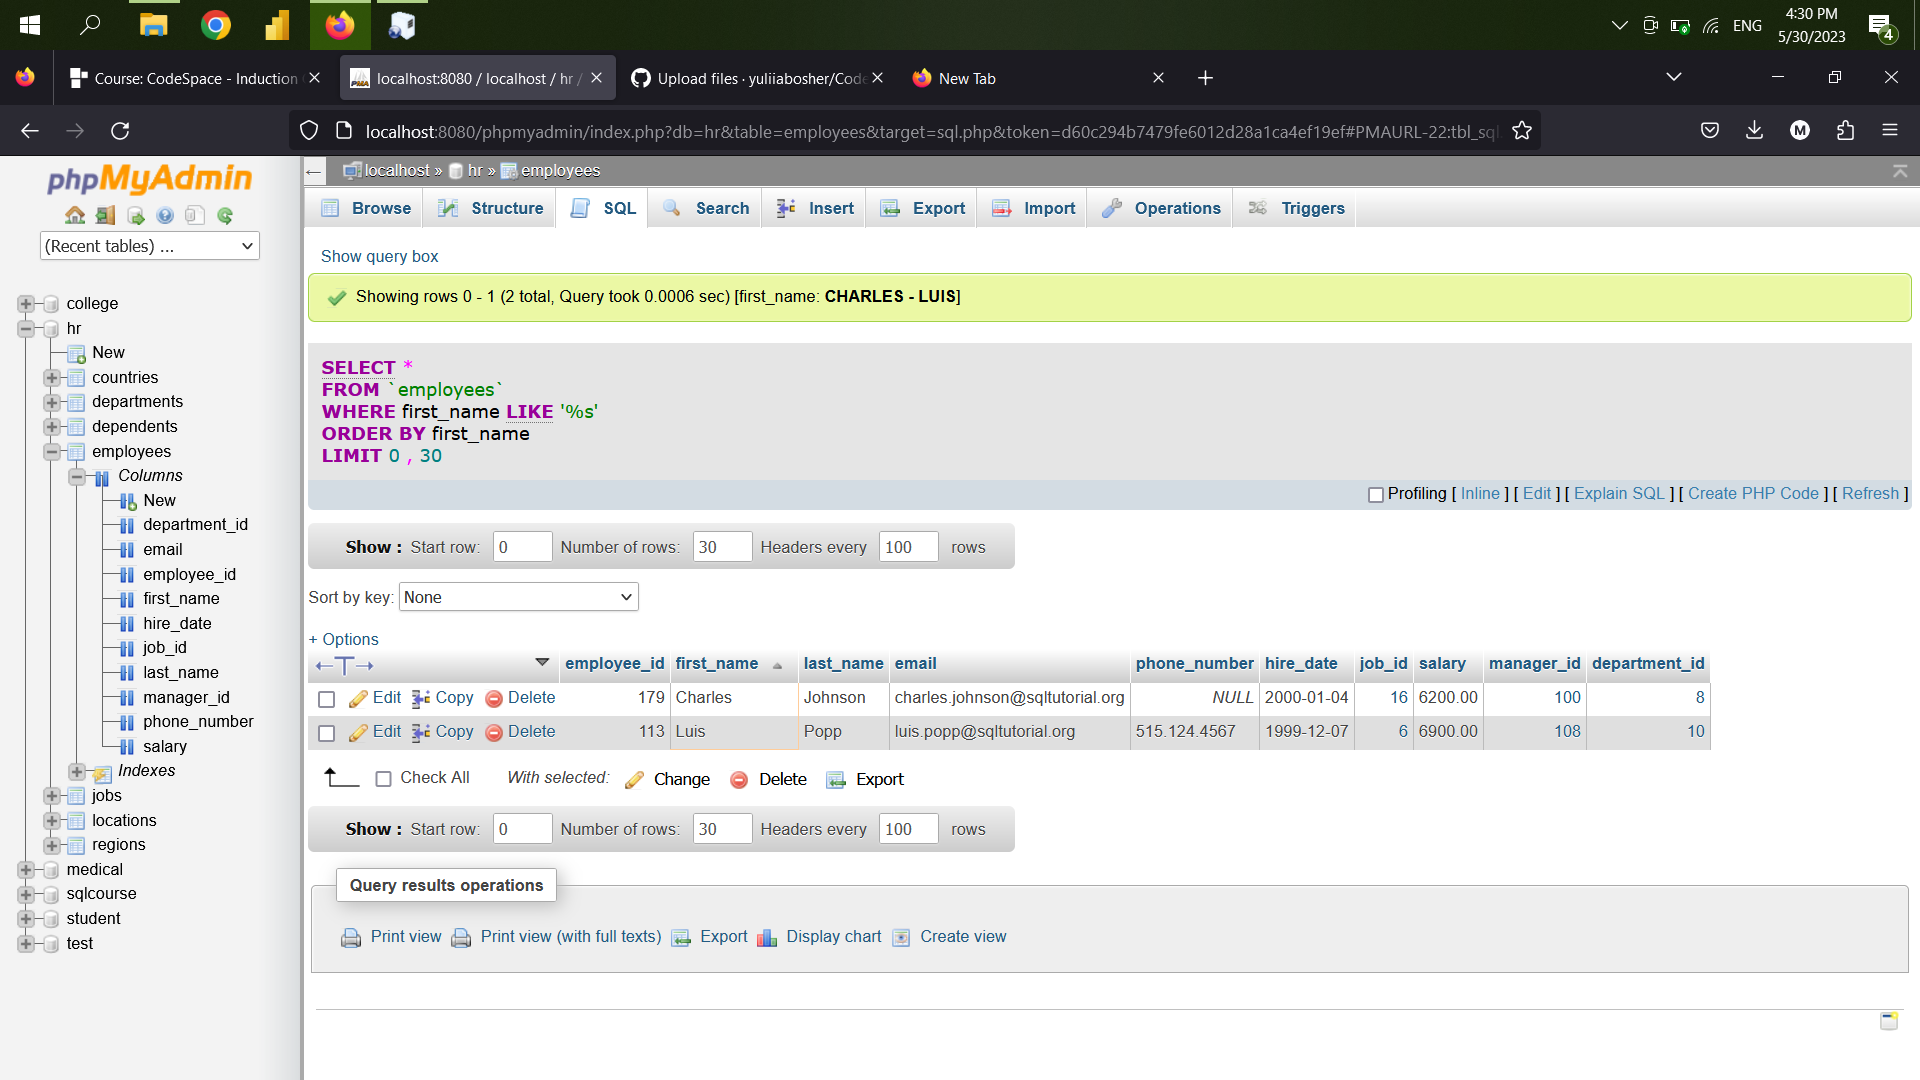 ENG
4:30 PM
5/30/2023
4
Course: CodeSpace - Induction
localhost:8080 / localhost / hr /
Upload files · yuliiabosher/Code
New Tab
localhost:8080/phpmyadmin/index.php?db=hr&table=employees&target=sql.php&token=d60c294b7479fe6012d28a1ca4ef19ef#PMAURL-22:tbl_sql
M
phpMyAdmin
(Recent tables) ...
college
hr
New
countries
departments
dependents
employees
Columns
New
department_id
email
employee_id
first_name
hire_date
job_id
last_name
manager_id
phone_number
salary
Indexes
jobs
locations
regions
medical
sqlcourse
student
test
localhost » hr » employees
Browse Structure SQL Search Insert Export Import Operations Triggers
Show query box
Showing rows 0 - 1 (2 total, Query took 0.0006 sec) [first_name: CHARLES - LUIS]
SELECT *
FROM `employees`
WHERE first_name LIKE '%s'
ORDER BY first_name
LIMIT 0 , 30
Profiling [ Inline ] [ Edit ] [ Explain SQL ] [ Create PHP Code ] [ Refresh ]
Show : Start row: 0 Number of rows: 30 Headers every 100 rows
Sort by key: None
+ Options
employee_id first_name last_name email phone_number hire_date job_id salary manager_id department_id
Edit Copy Delete 179 Charles Johnson charles.johnson@sqltutorial.org NULL 2000-01-04 16 6200.00 100 8
Edit Copy Delete 113 Luis Popp luis.popp@sqltutorial.org 515.124.4567 1999-12-07 6 6900.00 108 10
Check All With selected: Change Delete Export
Show : Start row: 0 Number of rows: 30 Headers every 100 rows
Query results operations
Print view Print view (with full texts) Export Display chart Create view